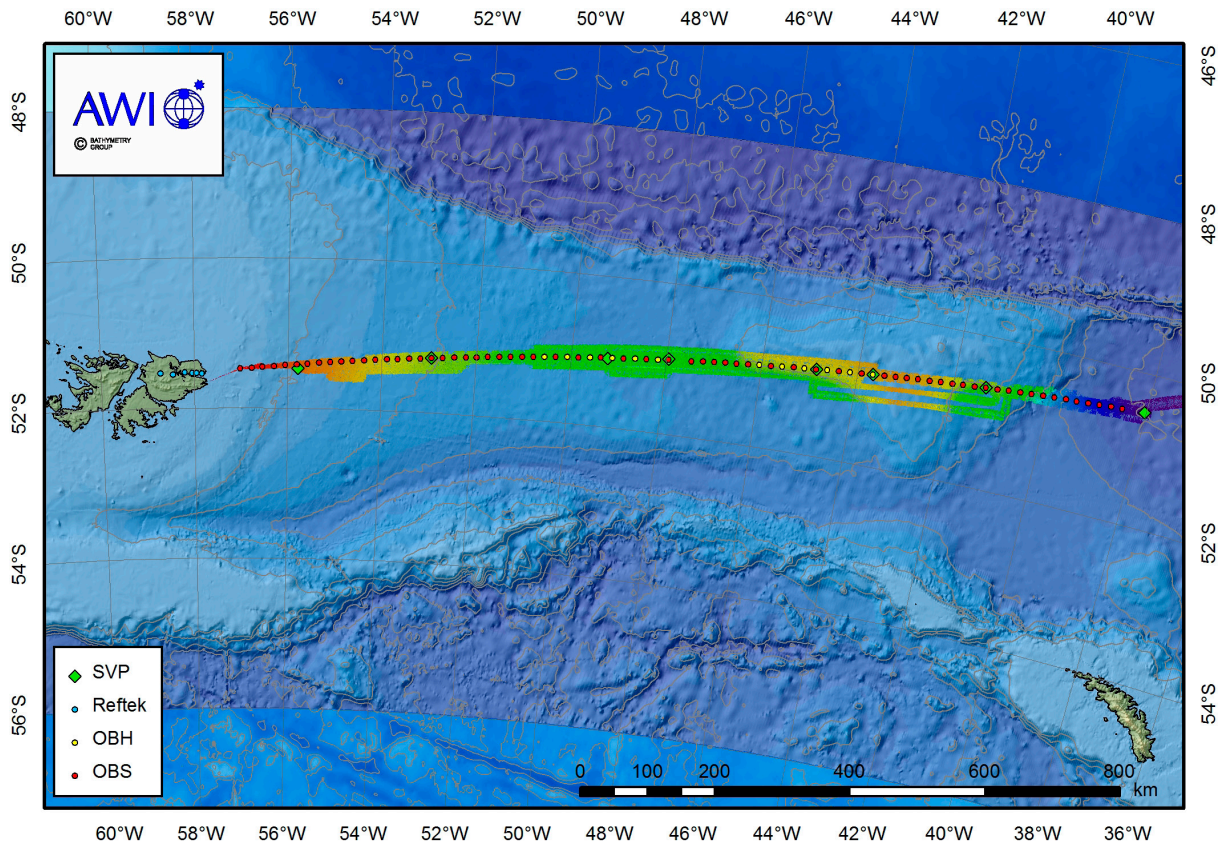 60°W 58°W 56°W 54°W 52°W 50°W 48°W 46°W 44°W 42°W 40°W
46°S
48°S
48°S
50°S
50°S
52°S
52°S
54°S
54°S
56°S
AWI
© BATHYMETRY
GROUP
SVP
Reftek
OBH
OBS
0 100 200 400 600 800
km
60°W 58°W 56°W 54°W 52°W 50°W 48°W 46°W 44°W 42°W 40°W 38°W 36°W